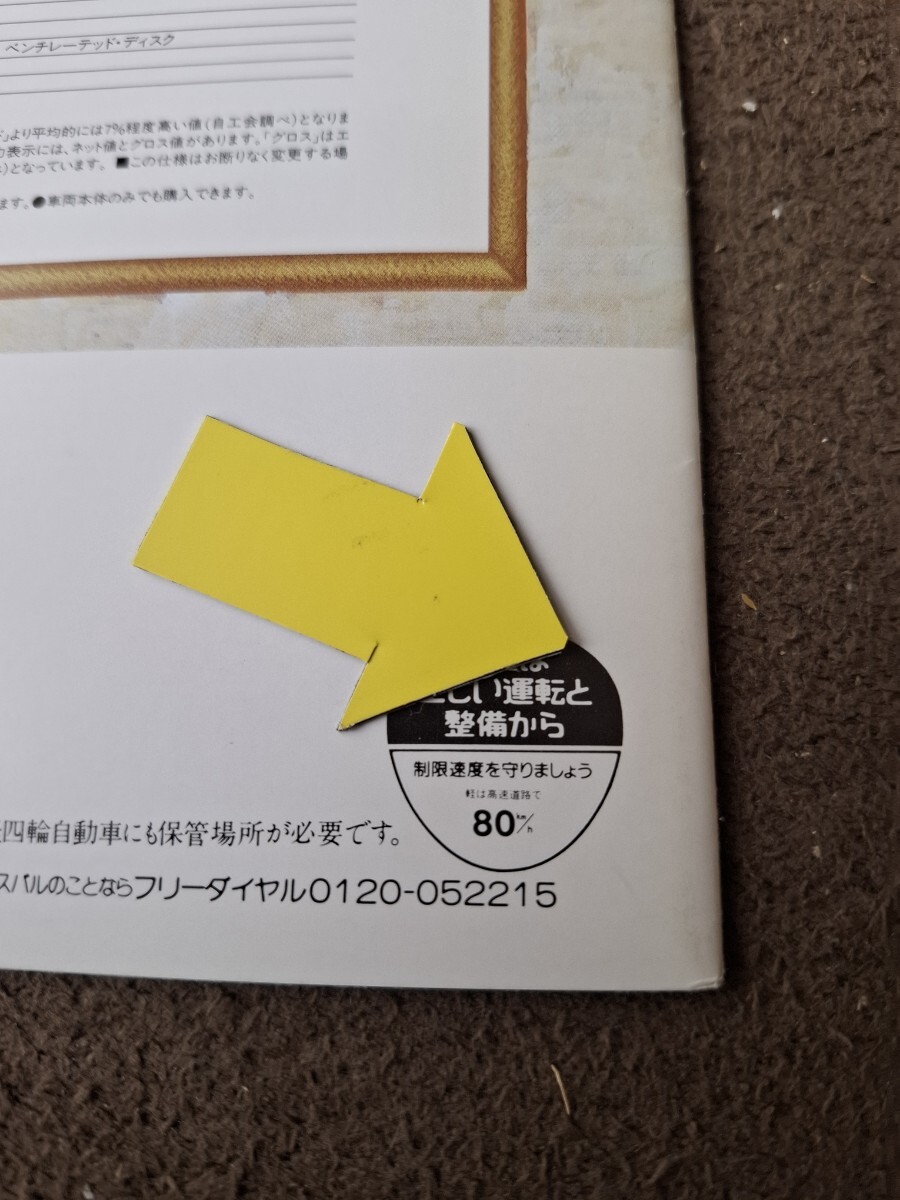 ベンチレーテッド・ディスク
より平均的には7%程度高い値(自工会調べ)となりま
表示には、ネット値とグロス値があります。「グロス」はエ
となっています。 ■この仕様はお断りなく変更する場
ます。●車両本体のみでも購入できます。
しい運転と
整備から
制限速度を守りましょう
軽は高速道路で
80km/h
四輪自動車にも保管場所が必要です。
スバルのことならフリーダイヤル0120-052215